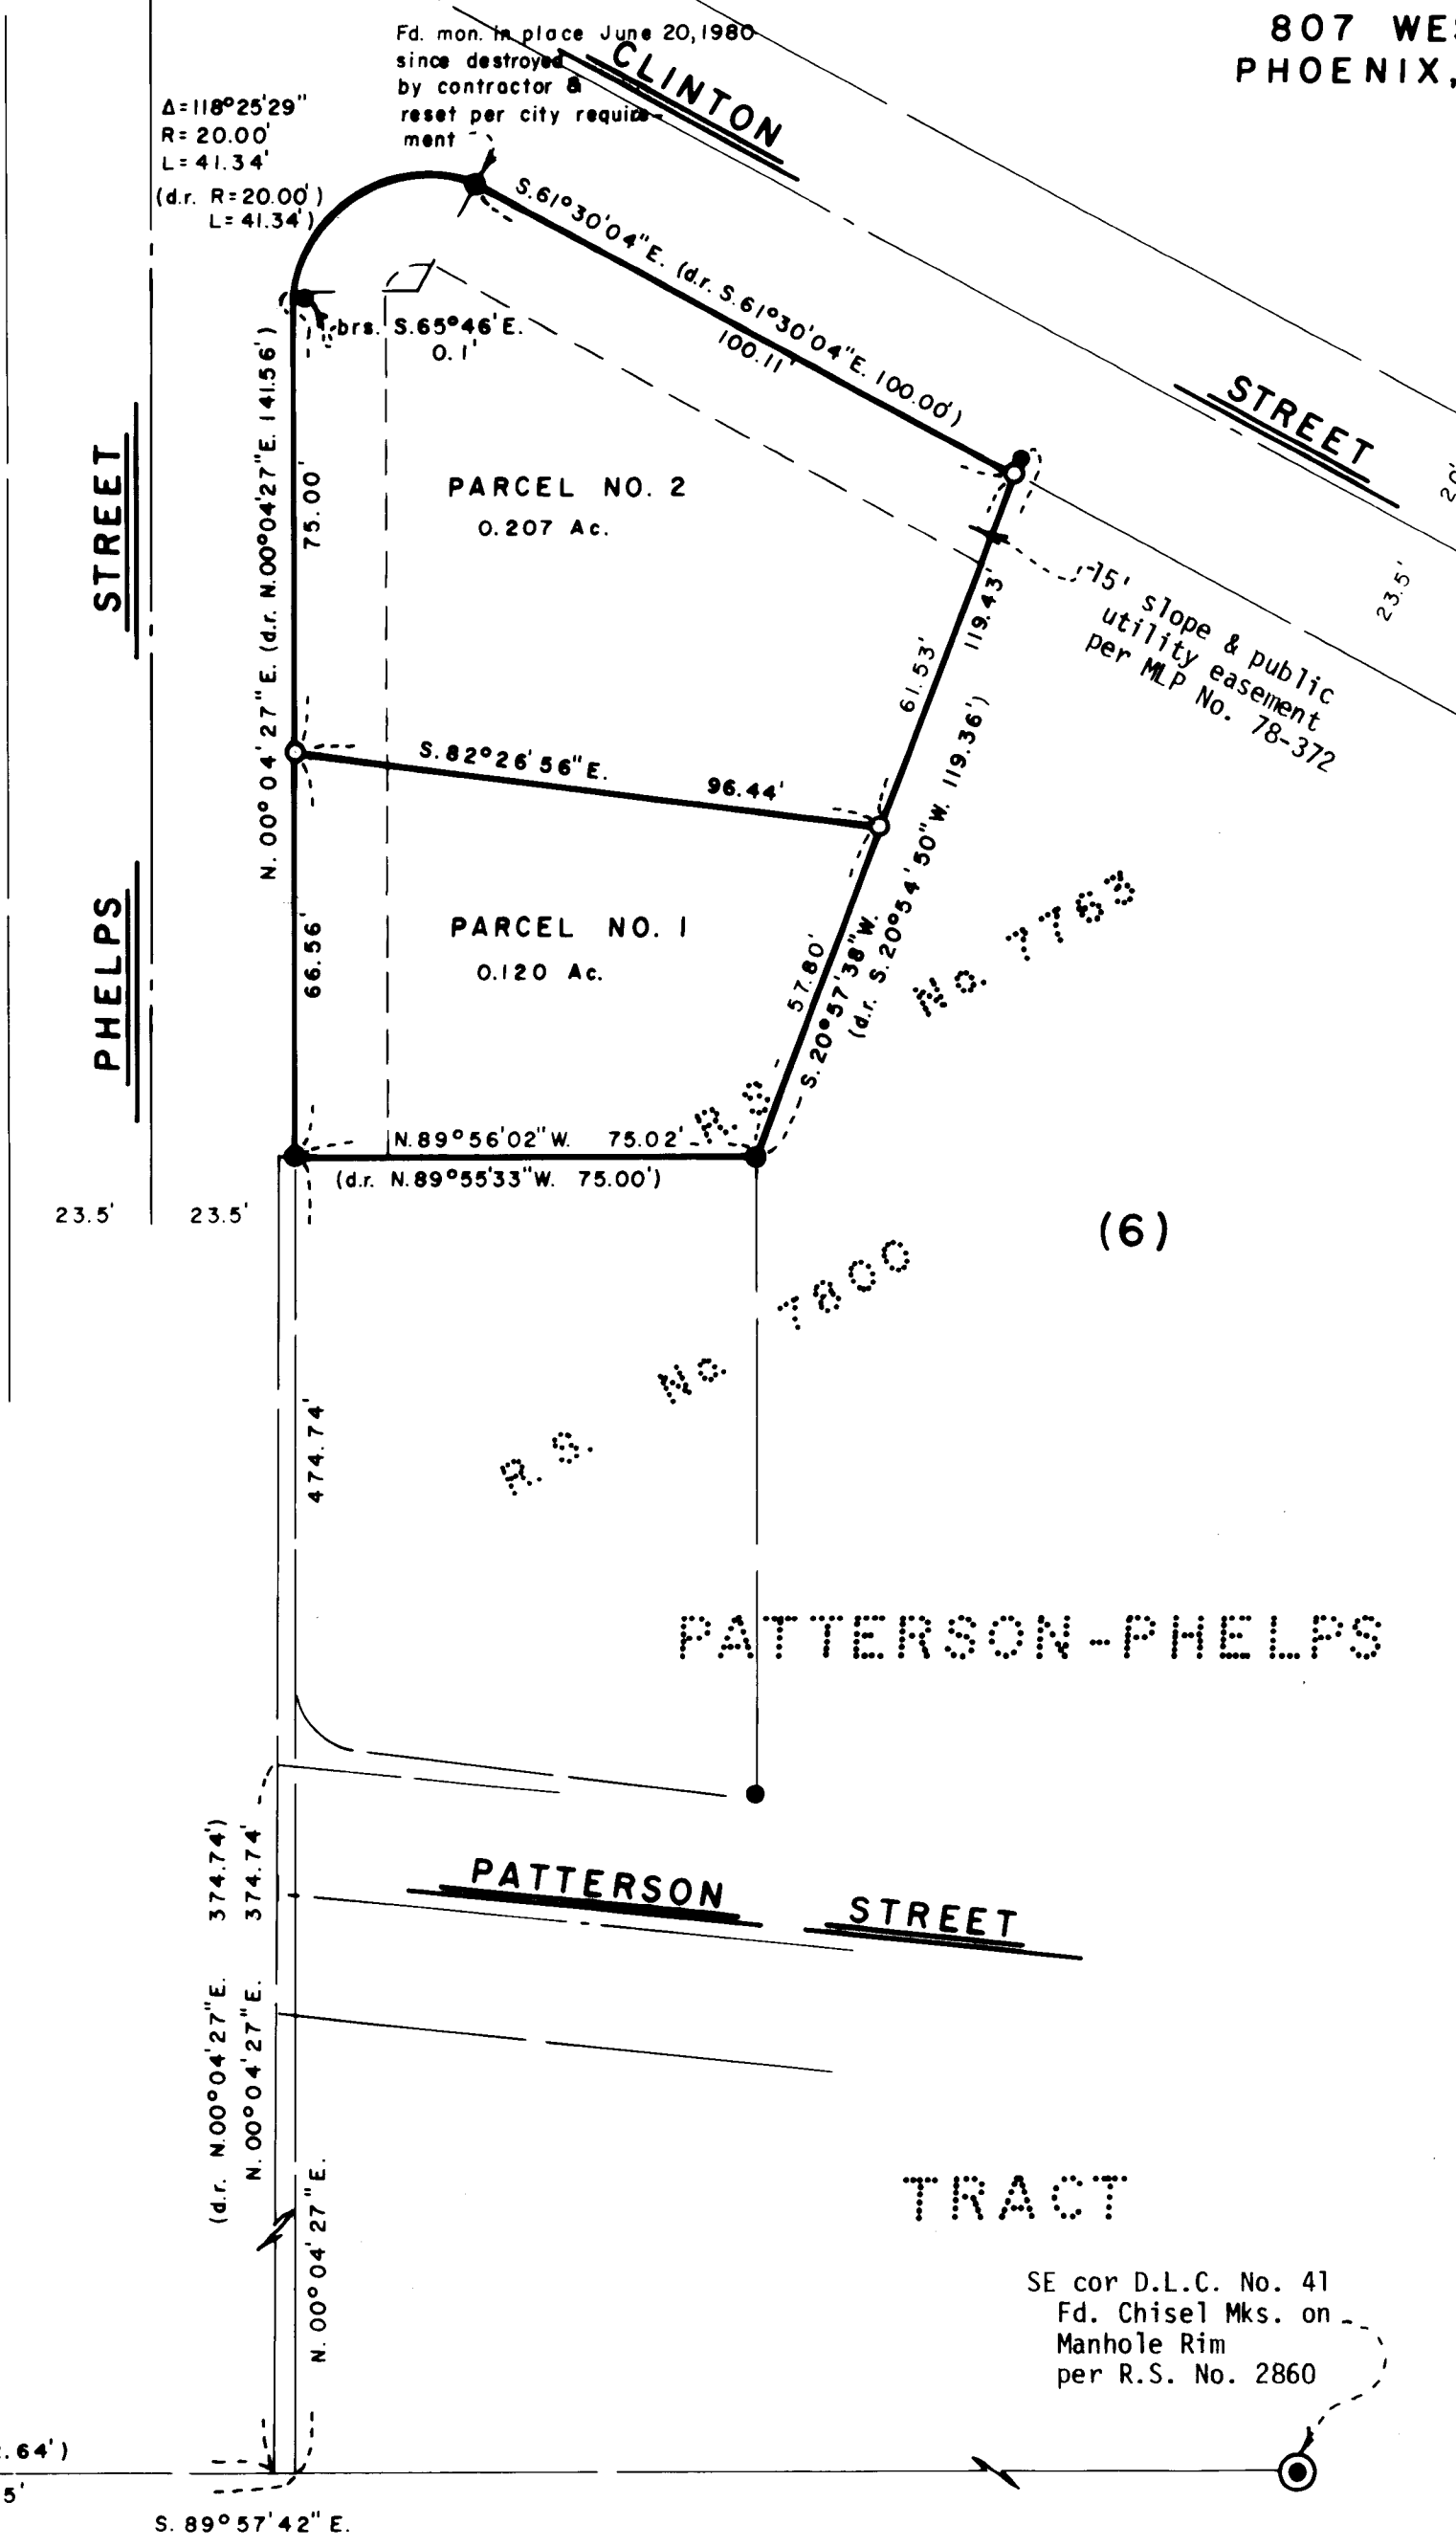 807 WES
PHOENIX,
Fd. mon. in place June 20, 1980
since destroyed
by contractor &
reset per city require-
ment
CLINTON
STREET
Δ=118°25'29"
R= 20.00'
L= 41.34'
(d.r. R=20.00'
L= 41.34')
S.61°30'04"E. (d.r. S.61°30'04"E. 100.00')
100.11'
brs. S.65°46'E.
0.1'
20'
23.5'
N.00°04'27"E. (d.r. N.00°04'27"E. 141.56')
75.00'
PARCEL NO. 2
0.207 Ac.
STREET
15' slope & public
utility easement
per MLP No. 78-372
119.43'
61.53'
S.82°26'56"E. 96.44'
PHELPS
66.56'
PARCEL NO. 1
0.120 Ac.
57.80'
S.20°57'38"W.
(d.r. S.20°54'50"W. 119.36')
R.S. No. 7763
N.89°56'02"W. 75.02'
(d.r. N.89°55'33"W. 75.00')
23.5' 23.5'
(6)
R.S. No. 7800
474.74'
PATTERSON-PHELPS
PATTERSON STREET
(d.r. N.00°04'27"E. 374.74')
N.00°04'27"E. 374.74'
N.00°04'27"E.
TRACT
SE cor D.L.C. No. 41
Fd. Chisel Mks. on
Manhole Rim
per R.S. No. 2860
.64')
5'
S.89°57'42"E.